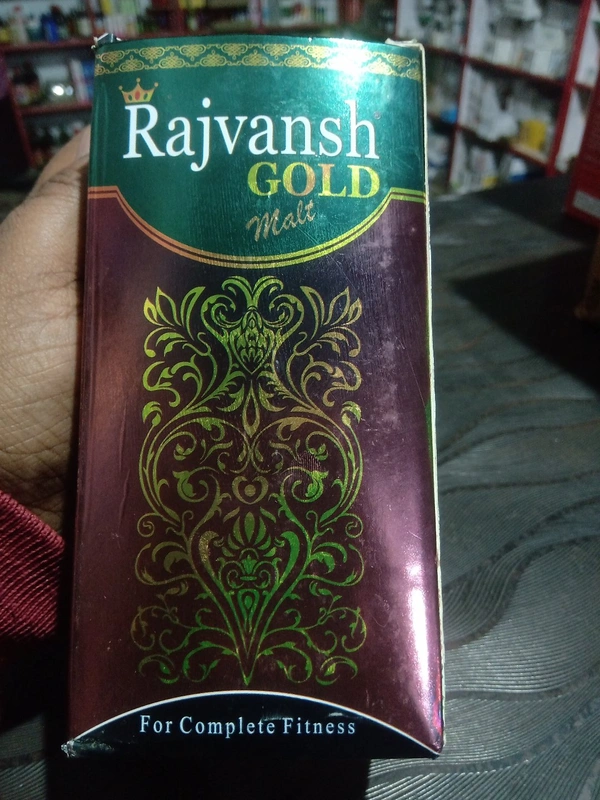 Rajvansh
GOLD
Malt
For Complete Fitness